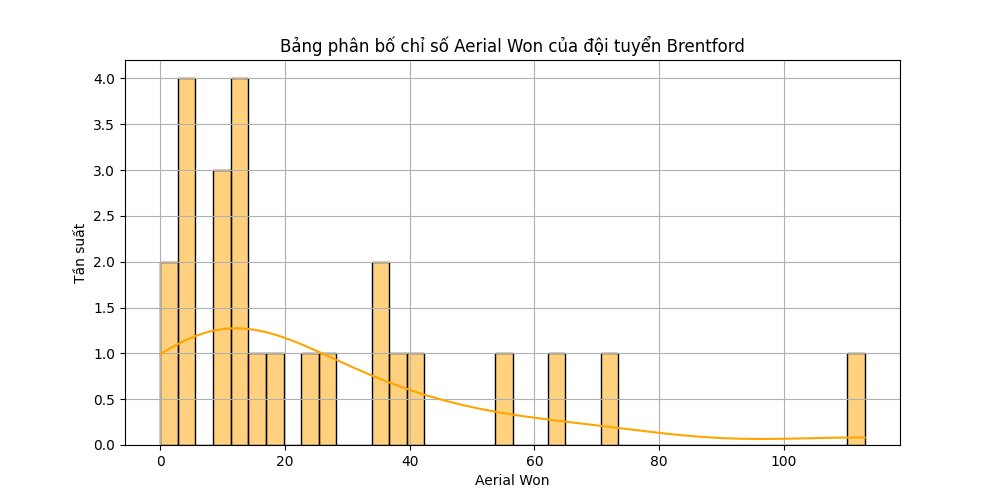 Bảng phân bố chỉ số Aerial Won của đội tuyển Brentford
Tần suất
4.0
3.5
3.0
2.5
2.0
1.5
1.0
0.5
0.0
0 20 40 60 80 100
Aerial Won